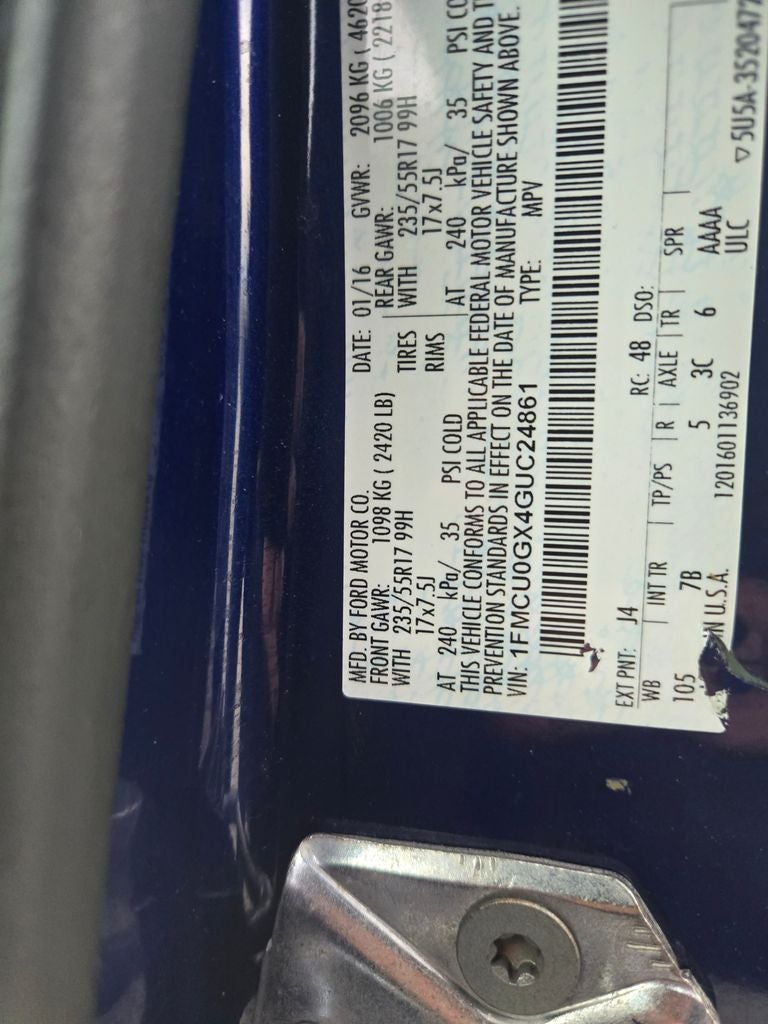 MFD. BY FORD MOTOR CO. DATE: 01/16 GVWR: 2096 KG ( 4620
FRONT GAWR: 1098 KG ( 2420 LB) REAR GAWR: 1006 KG ( 2218
WITH 235/55R17 99H TIRES WITH 235/55R17 99H
17x7.5J RIMS 17x7.5J
AT 240 kPa/ 35 PSI COLD AT 240 kPa/ 35 PSI CO
THIS VEHICLE CONFORMS TO ALL APPLICABLE FEDERAL MOTOR VEHICLE SAFETY AND T
PREVENTION STANDARDS IN EFFECT ON THE DATE OF MANUFACTURE SHOWN ABOVE.
VIN: 1FMCU0GX4GUC24861 TYPE: MPV
EXT PNT: J4 RC: 48 DSO:
WB INT TR TP/PS R AXLE TR SPR
105 7B 5 3C 6 AAAA
IN U.S.A. 1201601136902 ULC
▽ 5U5A-3520472